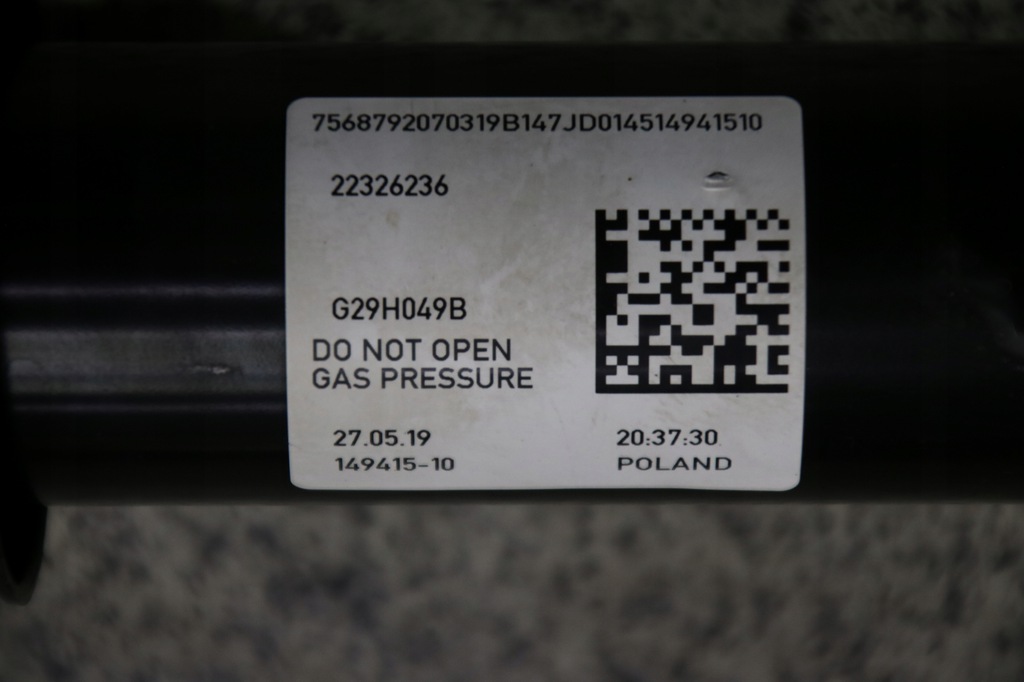 7568792070319B147JD014514941510
22326236
G29H049B
DO NOT OPEN
GAS PRESSURE
27.05.19 20:37:30
149415-10 POLAND